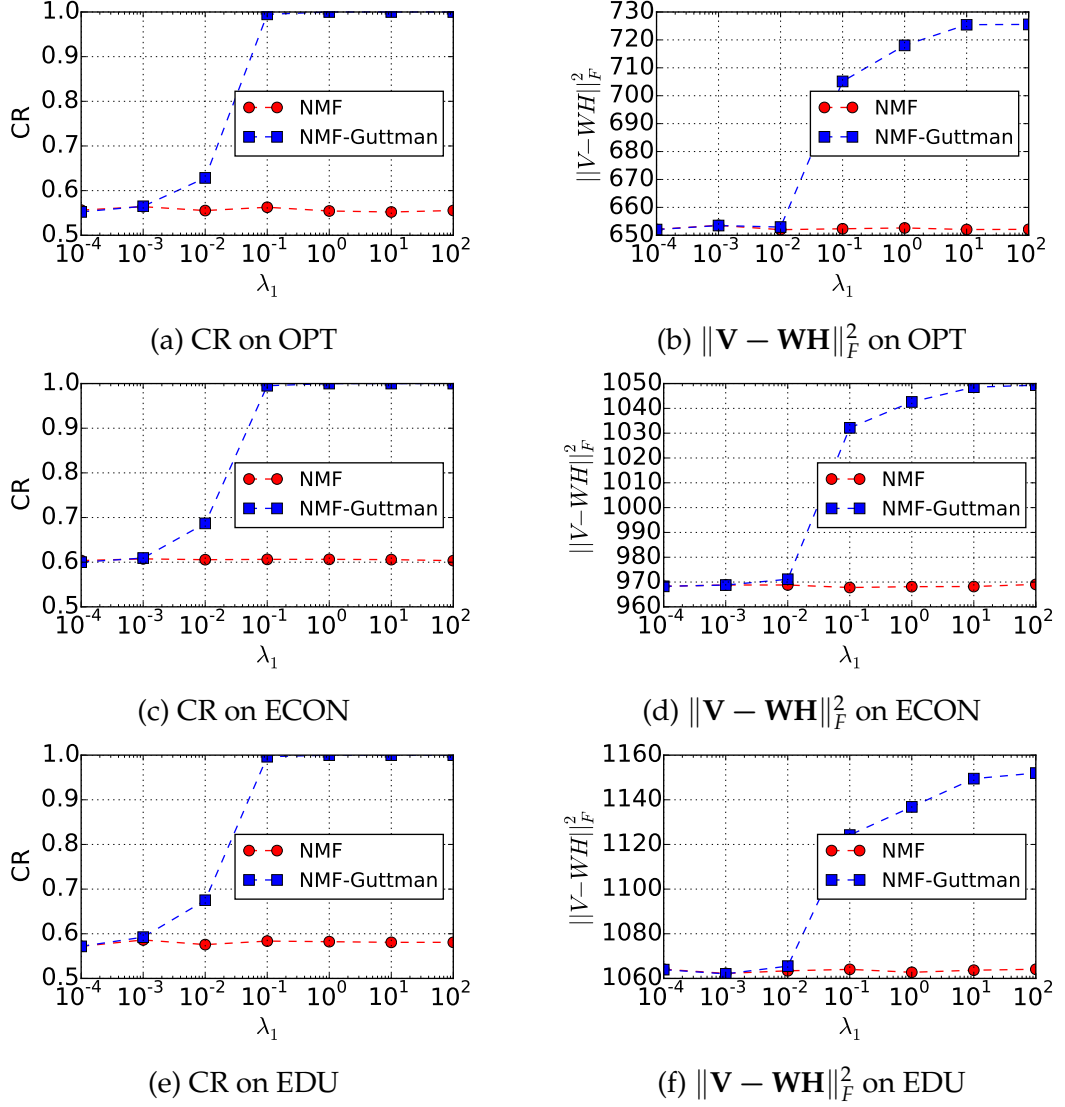 1.0
0.9
0.8
0.7
0.6
0.5
CR
NMF
NMF-Guttman
10^-4 10^-3 10^-2 10^-1 10^0 10^1 10^2
λ_1
(a) CR on OPT
730
720
710
700
690
680
670
660
650
||V−WH||_F^2
NMF
NMF-Guttman
10^-4 10^-3 10^-2 10^-1 10^0 10^1 10^2
λ_1
(b) ‖V − WH‖_F^2 on OPT
1.0
0.9
0.8
0.7
0.6
0.5
CR
NMF
NMF-Guttman
10^-4 10^-3 10^-2 10^-1 10^0 10^1 10^2
λ_1
(c) CR on ECON
1050
1040
1030
1020
1010
1000
990
980
970
960
||V−WH||_F^2
NMF
NMF-Guttman
10^-4 10^-3 10^-2 10^-1 10^0 10^1 10^2
λ_1
(d) ‖V − WH‖_F^2 on ECON
1.0
0.9
0.8
0.7
0.6
0.5
CR
NMF
NMF-Guttman
10^-4 10^-3 10^-2 10^-1 10^0 10^1 10^2
λ_1
(e) CR on EDU
1160
1140
1120
1100
1080
1060
||V−WH||_F^2
NMF
NMF-Guttman
10^-4 10^-3 10^-2 10^-1 10^0 10^1 10^2
λ_1
(f) ‖V − WH‖_F^2 on EDU